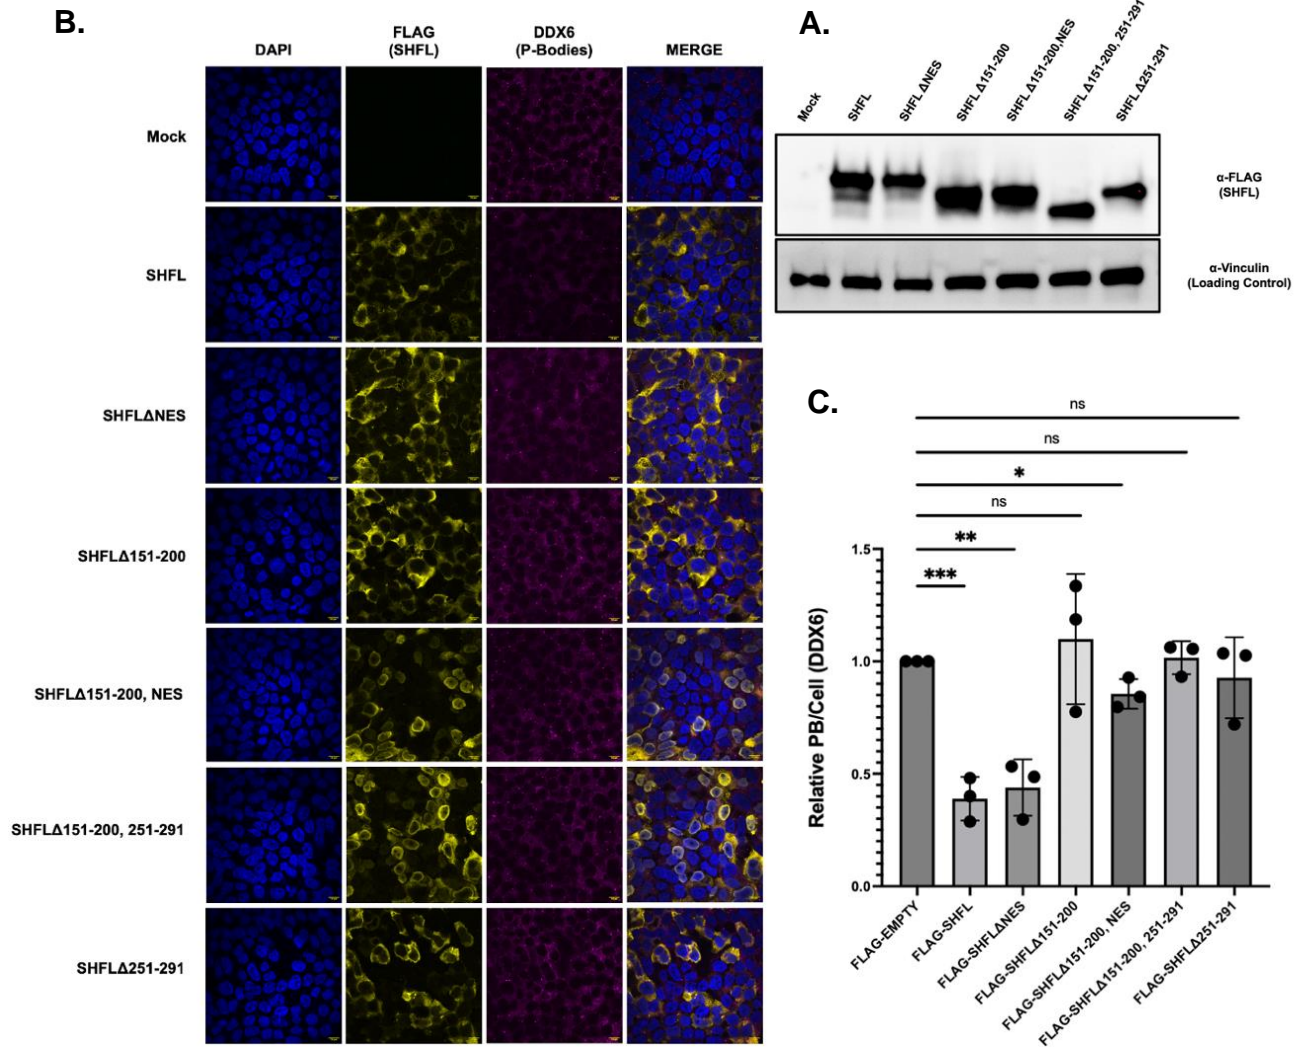 B.
DAPI
FLAG
(SHFL)
DDX6
(P-Bodies)
MERGE
Mock
SHFL
SHFLΔNES
SHFLΔ151-200
SHFLΔ151-200, NES
SHFLΔ151-200, 251-291
SHFLΔ251-291
A.
Mock
SHFL
SHFL ΔNES
SHFL Δ151-200
SHFL Δ151-200,NES
SHFL Δ151-200, 251-291
SHFL Δ251-291
α-FLAG
(SHFL)
α-Vinculin
(Loading Control)
C.
ns
ns
*
ns
**
***
Relative PB/Cell (DDX6)
1.5
1.0
0.5
0.0
FLAG-EMPTY
FLAG-SHFL
FLAG-SHFLΔNES
FLAG-SHFLΔ151-200
FLAG-SHFLΔ151-200, NES
FLAG-SHFLΔ151-200, 251-291
FLAG-SHFLΔ251-291